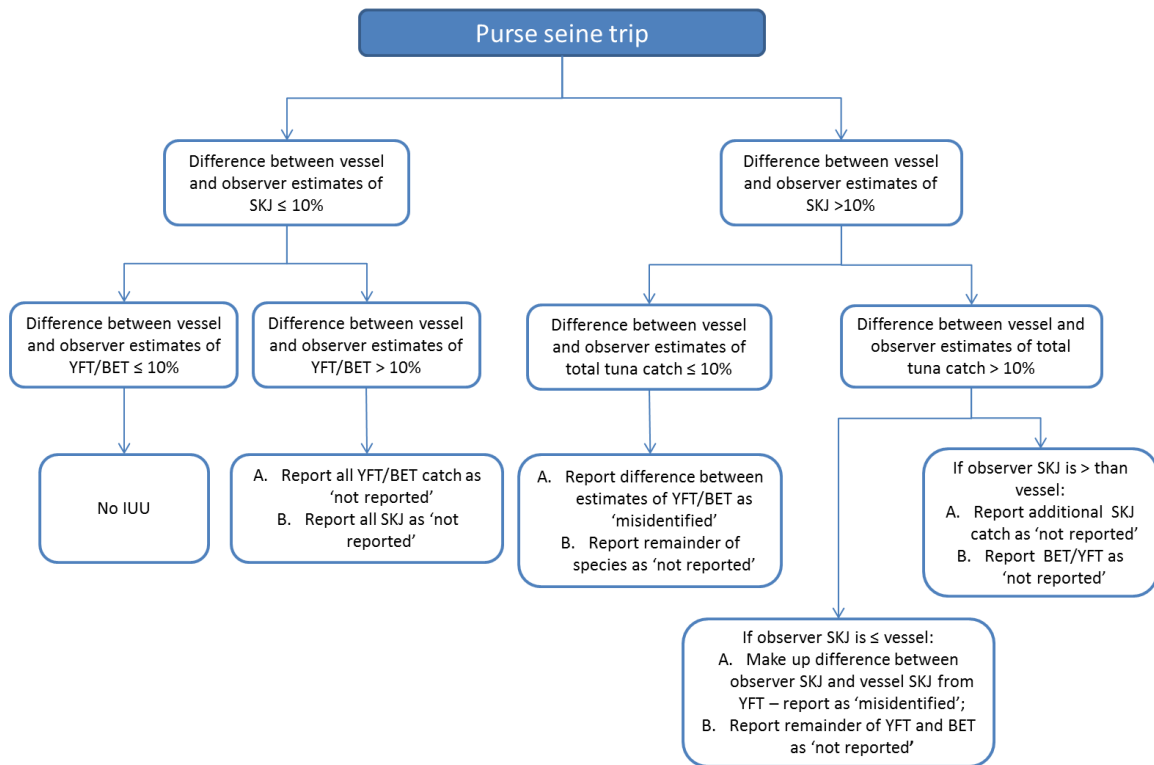 Purse seine trip
Difference between vessel
and observer estimates of
SKJ ≤ 10%
Difference between vessel
and observer estimates of
SKJ >10%
Difference between vessel
and observer estimates of
YFT/BET ≤ 10%
Difference between vessel
and observer estimates of
YFT/BET > 10%
Difference between vessel
and observer estimates of
total tuna catch ≤ 10%
Difference between vessel and
observer estimates of total
tuna catch > 10%
No IUU
A. Report all YFT/BET catch as
‘not reported’
B. Report all SKJ as ‘not
reported’
A. Report difference between
estimates of YFT/BET as
‘misidentified’
B. Report remainder of
species as ‘not reported’
If observer SKJ is > than
vessel:
A. Report additional SKJ
catch as ‘not reported’
B. Report BET/YFT as
‘not reported’
If observer SKJ is ≤ vessel:
A. Make up difference between
observer SKJ and vessel SKJ from
YFT – report as ‘misidentified’;
B. Report remainder of YFT and BET
as ‘not reported’